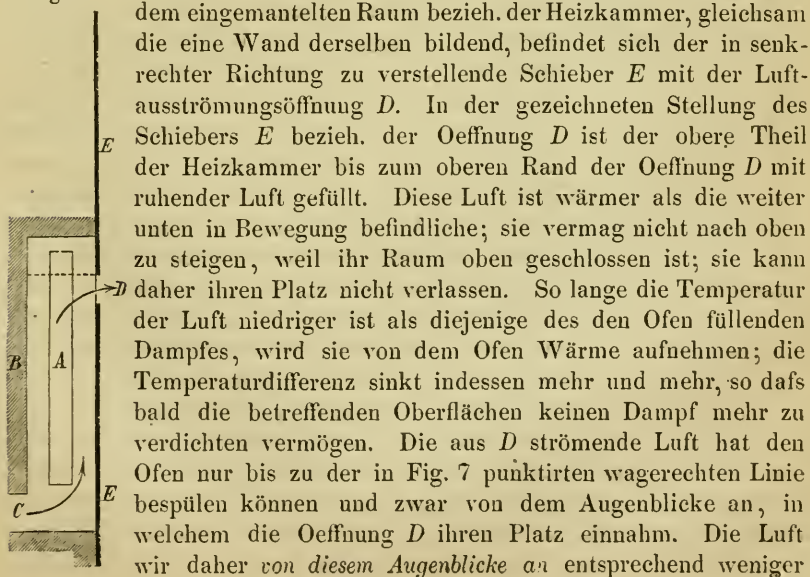 dem eingemantelten Raum bezieh. der Heizkammer, gleichsam
die eine Wand derselben bildend, befindet sich der in senk-
rechter Richtung zu verstellende Schieber E mit der Luft-
ausströmungsöffnung D. In der gezeichneten Stellung des
Schiebers E bezieh. der Oeffnung D ist der obere Theil
der Heizkammer bis zum oberen Rand der Oeffnung D mit
ruhender Luft gefüllt. Diese Luft ist wärmer als die weiter
unten in Bewegung befindliche; sie vermag nicht nach oben
zu steigen, weil ihr Raum oben geschlossen ist; sie kann
daher ihren Platz nicht verlassen. So lange die Temperatur
der Luft niedriger ist als diejenige des den Ofen füllenden
Dampfes, wird sie von dem Ofen Wärme aufnehmen; die
Temperaturdifferenz sinkt indessen mehr und mehr, so dafs
bald die betreffenden Oberflächen keinen Dampf mehr zu
verdichten vermögen. Die aus D strömende Luft hat den
Ofen nur bis zu der in Fig. 7 punktirten wagerechten Linie
bespülen können und zwar von dem Augenblicke an, in
welchem die Oeffnung D ihren Platz einnahm. Die Luft
wir daher von diesem Augenblicke an entsprechend weniger
E
D
B
A
E
C